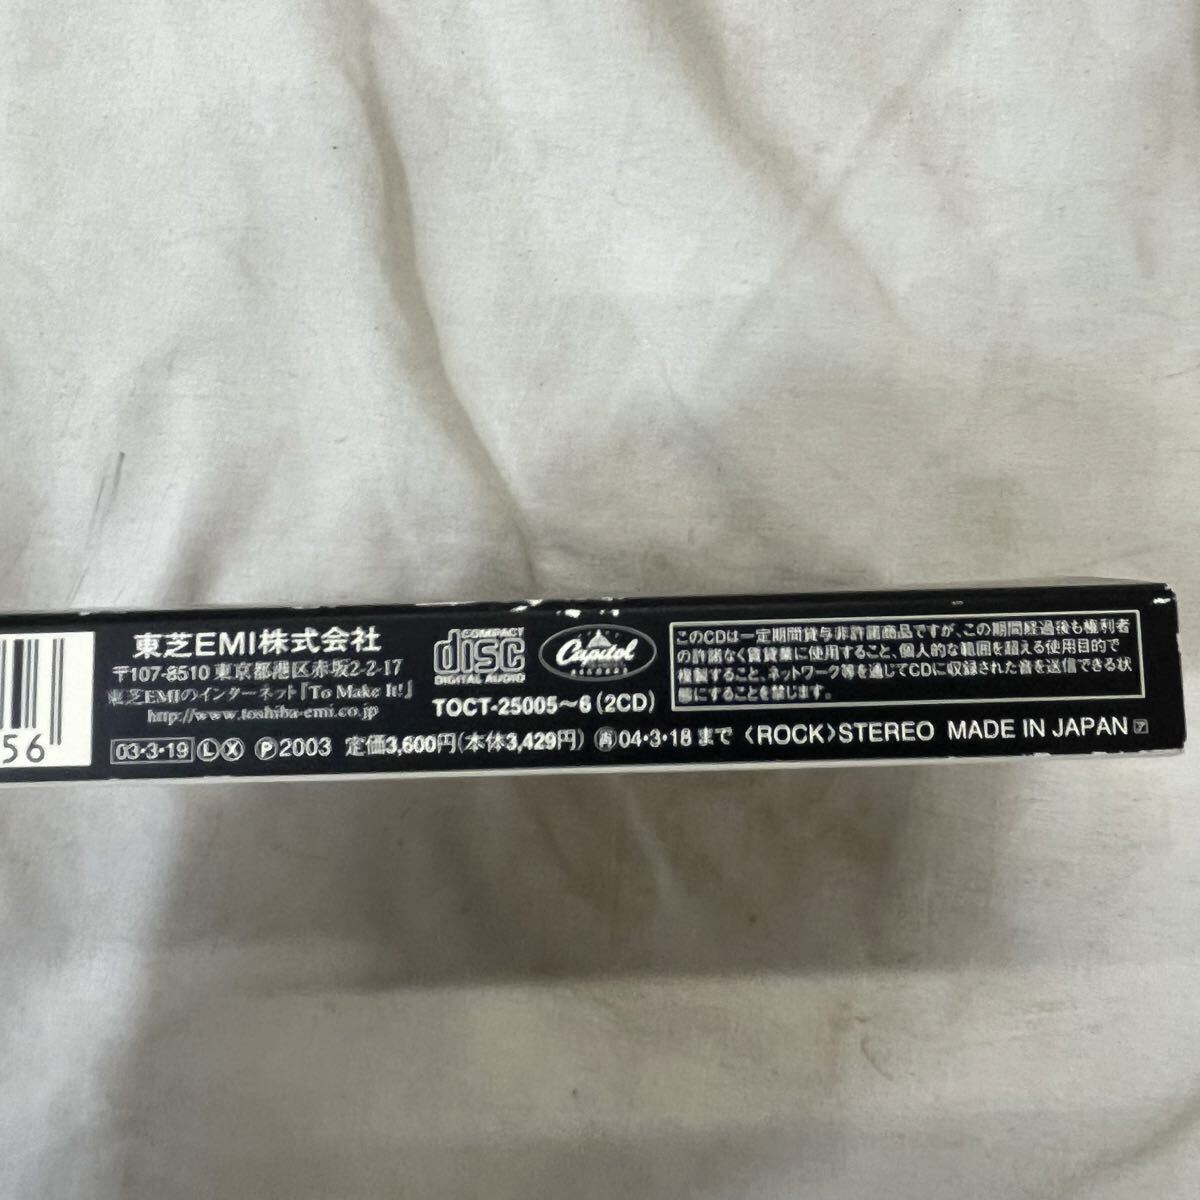 56
東芝EMI株式会社
〒107-8510 東京都港区赤坂2-2-17
東芝EMIのインターネット『To Make It!』
http://www.toshiba-emi.co.jp
COMPACT
disc
DIGITAL AUDIO
Capitol
RECORDS
TOCT-25005〜6(2CD)
このCDは一定期間貸与非許諾商品ですが、この期間経過後も権利者
の許諾なく賃貸業に使用すること、個人的な範囲を超える使用目的で
複製すること、ネットワーク等を通じてCDに収録された音を送信できる状
態にすることを禁じます。
03・3・19 Ⓛ Ⓧ Ⓟ2003 定価3,600円(本体3,429円) ㊢04・3・18まで 〈ROCK〉STEREO MADE IN JAPAN ア